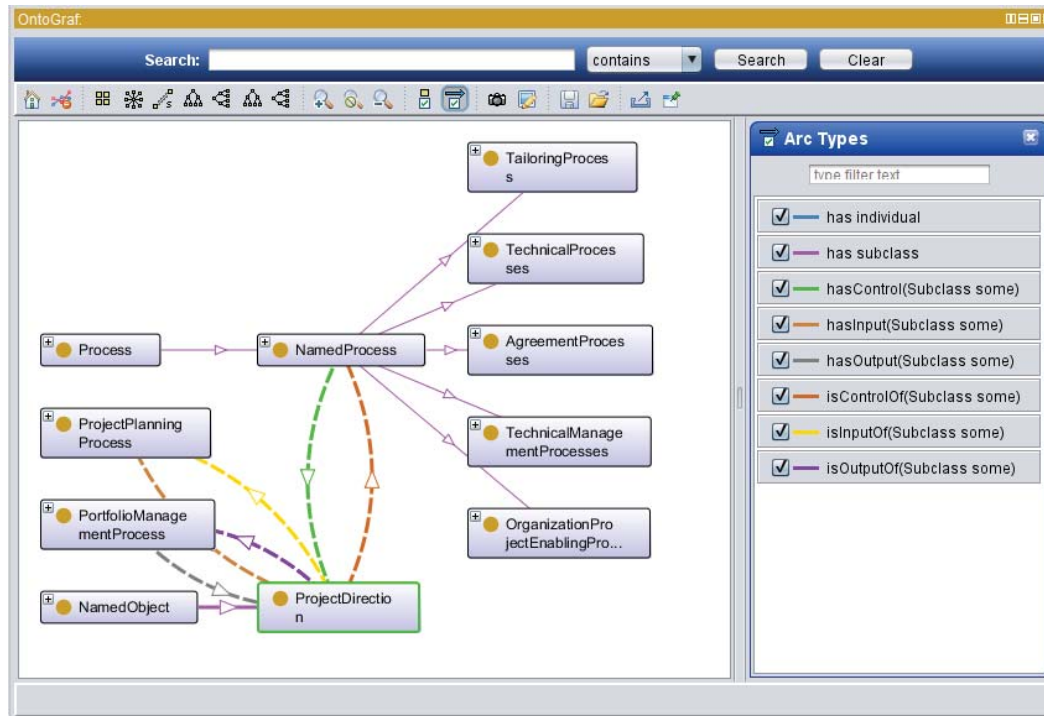 OntoGraf:
Search:
contains
Search
Clear
TailoringProces
s
TechnicalProces
ses
AgreementProces
ses
TechnicalManage
mentProcesses
OrganizationPro
jectEnablingPro...
Process
NamedProcess
ProjectPlanning
Process
PortfolioManage
mentProcess
NamedObject
ProjectDirectio
n
Arc Types
type filter text
has individual
has subclass
hasControl(Subclass some)
hasInput(Subclass some)
hasOutput(Subclass some)
isControlOf(Subclass some)
isInputOf(Subclass some)
isOutputOf(Subclass some)